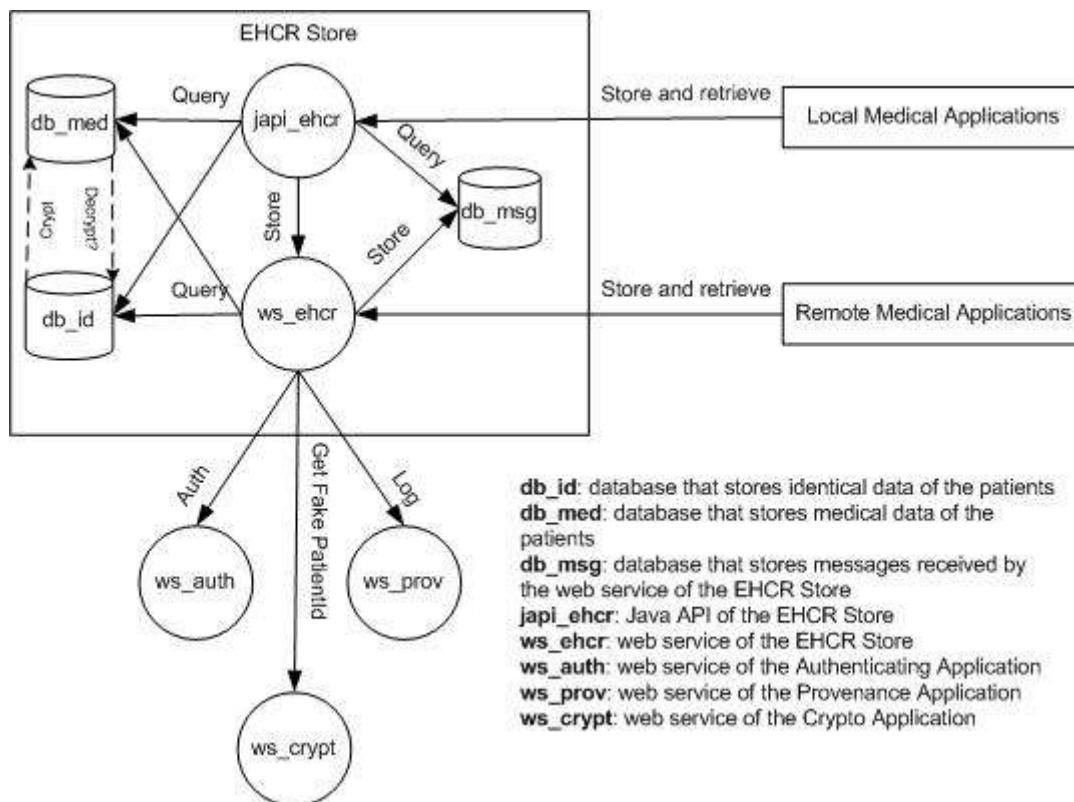 EHCR Store
Query
db_med
japi_ehcr
Store and retrieve
Local Medical Applications
Query
Crypt
Decrypt?
Store
db_msg
Store
Query
db_id
ws_ehcr
Store and retrieve
Remote Medical Applications
Auth
Get Fake PatientId
Log
ws_auth
ws_prov
ws_crypt
db_id: database that stores identical data of the patients
db_med: database that stores medical data of the
patients
db_msg: database that stores messages received by
the web service of the EHCR Store
japi_ehcr: Java API of the EHCR Store
ws_ehcr: web service of the EHCR Store
ws_auth: web service of the Authenticating Application
ws_prov: web service of the Provenance Application
ws_crypt: web service of the Crypto Application